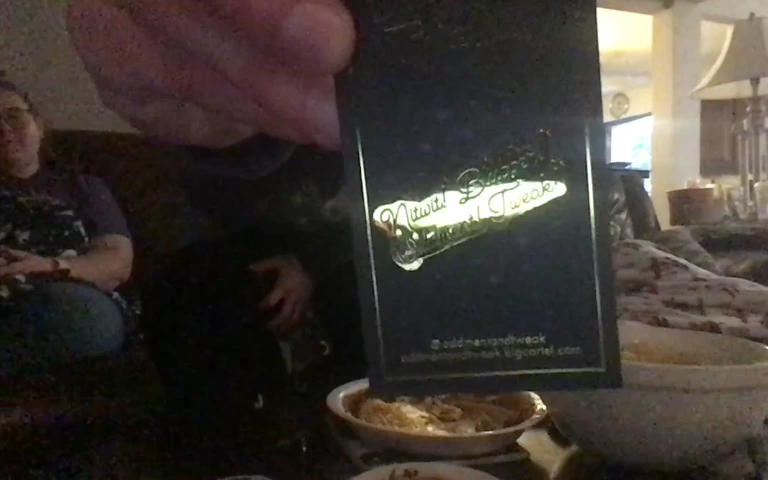 Nitwit! Blubber!
Oddment! Tweak!
@oddmentandtweak
oddmentandtweak.bigcartel.com